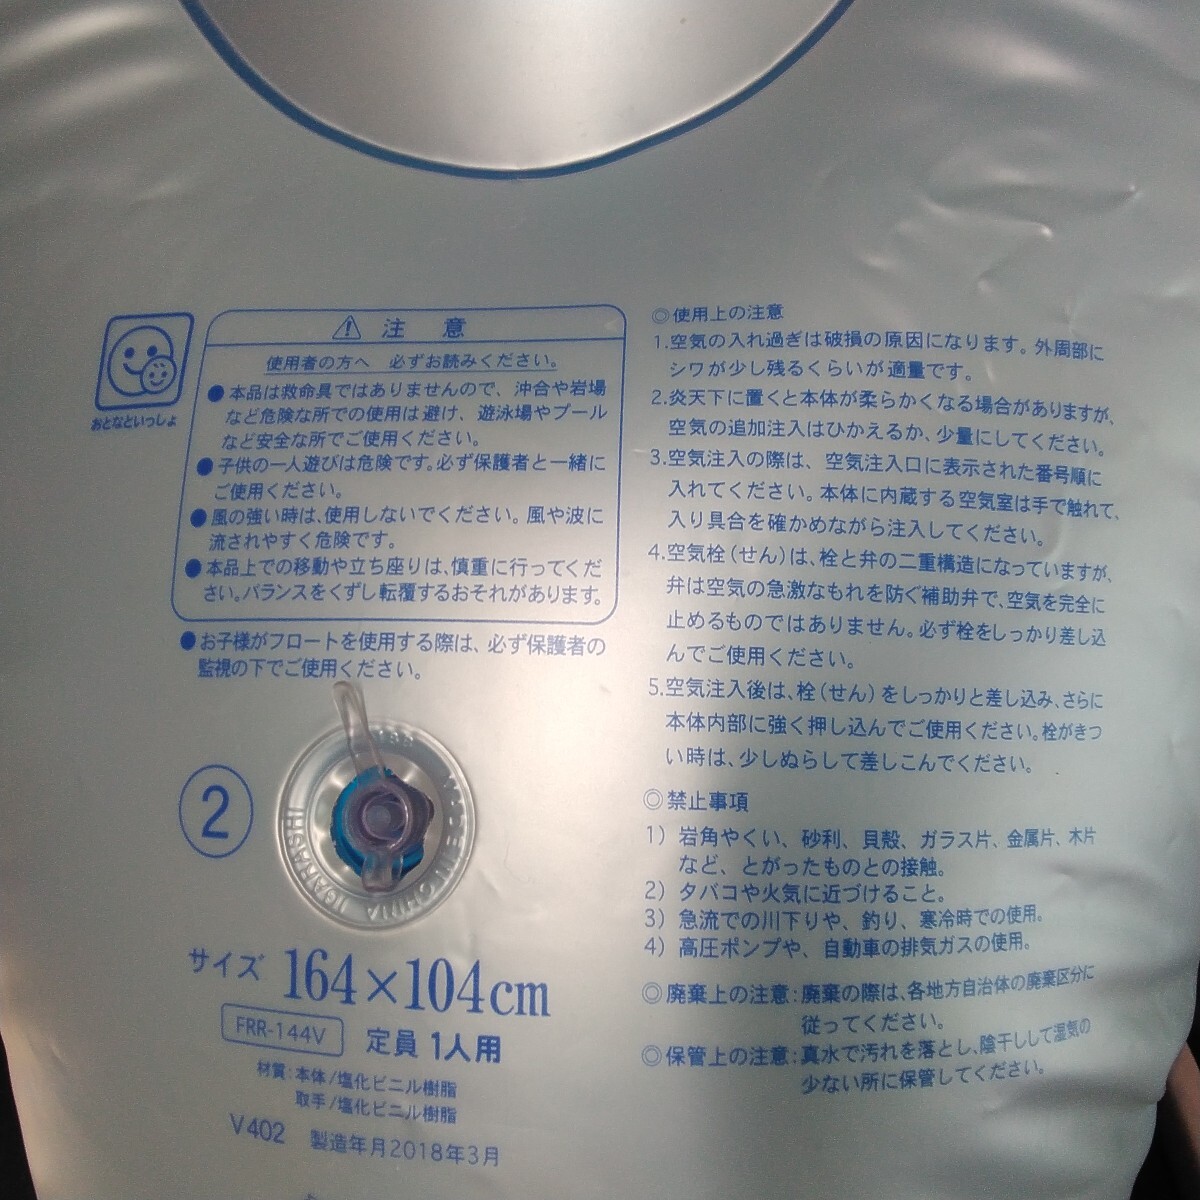 おとなといっしょ
注 意
使用者の方へ 必ずお読みください。
●本品は救命具ではありませんので、沖合や岩場
など危険な所での使用は避け、遊泳場やプール
など安全な所でご使用ください。
●子供の一人遊びは危険です。必ず保護者と一緒に
ご使用ください。
●風の強い時は、使用しないでください。風や波に
流されやすく危険です。
●本品上での移動や立ち座りは、慎重に行ってくだ
さい。バランスをくずし転覆するおそれがあります。
●お子様がフロートを使用する際は、必ず保護者の
監視の下でご使用ください。
②
MADE IN CHINA IGARASHI
サイズ 164×104cm
FRR-144V 定員 1人用
材質：本体/塩化ビニル樹脂
取手/塩化ビニル樹脂
V402 製造年月2018年3月
◎使用上の注意
1.空気の入れ過ぎは破損の原因になります。外周部に
シワが少し残るくらいが適量です。
2.炎天下に置くと本体が柔らかくなる場合がありますが、
空気の追加注入はひかえるか、少量にしてください。
3.空気注入の際は、空気注入口に表示された番号順に
入れてください。本体に内蔵する空気室は手で触れて、
入り具合を確かめながら注入してください。
4.空気栓（せん）は、栓と弁の二重構造になっていますが、
弁は空気の急激なもれを防ぐ補助弁で、空気を完全に
止めるものではありません。必ず栓をしっかり差し込
んでご使用ください。
5.空気注入後は、栓（せん）をしっかりと差し込み、さらに
本体内部に強く押し込んでご使用ください。栓がきつ
い時は、少しぬらして差しこんでください。
◎禁止事項
1）岩角やくい、砂利、貝殻、ガラス片、金属片、木片
など、とがったものとの接触。
2）タバコや火気に近づけること。
3）急流での川下りや、釣り、寒冷時での使用。
4）高圧ポンプや、自動車の排気ガスの使用。
◎廃棄上の注意：廃棄の際は、各地方自治体の廃棄区分に
従ってください。
◎保管上の注意：真水で汚れを落とし、陰干しして湿気の
少ない所に保管してください。